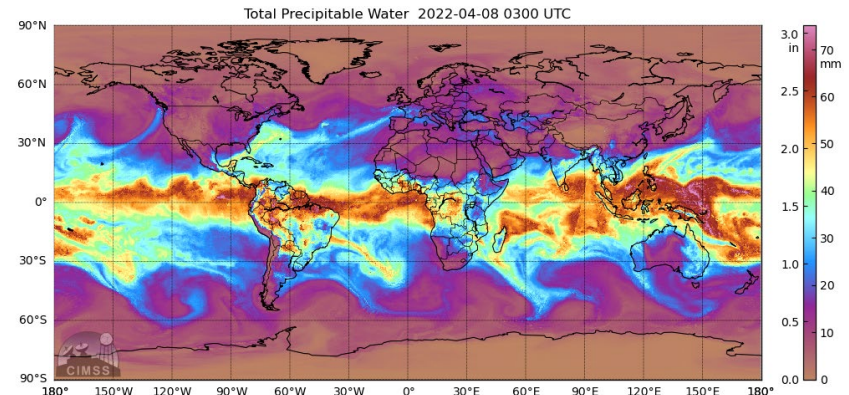 Total Precipitable Water 2022-04-08 0300 UTC
90°N
60°N
30°N
0°
30°S
60°S
90°S
180°
150°W
120°W
90°W
60°W
30°W
0°
30°E
60°E
90°E
120°E
150°E
180°
3.0
in
2.5
2.0
1.5
1.0
0.5
0.0
70
mm
60
50
40
30
20
10
0
CIMSS